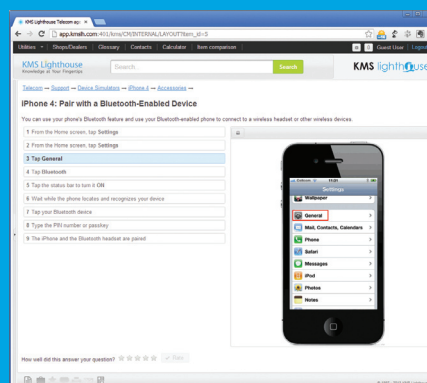 KMS Lighthouse Telecom app
app.kmslh.com:451/kms/CH/INTERNAL/LAYOUT?item_id=5
Utilities Shops/Dealers Glossary Contacts Calculator Item comparison
Guest User Logout
KMS Lighthouse
Knowledge at Your Fingertips
Search...
Search
KMS lighthouse
Telecom → Support → Device Simulators → iPhone 4 → Accessories →
iPhone 4: Pair with a Bluetooth-Enabled Device
You can use your phone's Bluetooth feature and use your Bluetooth-enabled phone to connect to a wireless headset or other wireless devices.
1 From the Home screen, tap Settings
2 From the Home screen, tap Settings
3 Tap General
4 Tap Bluetooth
5 Tap the status bar to turn it ON
6 Wait while the phone locates and recognizes your device
7 Tap your Bluetooth device
8 Type the PIN number or passkey
9 The iPhone and the Bluetooth headset are paired
Settings
Wallpaper
General
Mail, Contacts, Calendars
Phone
Safari
Messages
iPod
Photos
Notes
How well did this answer your question?